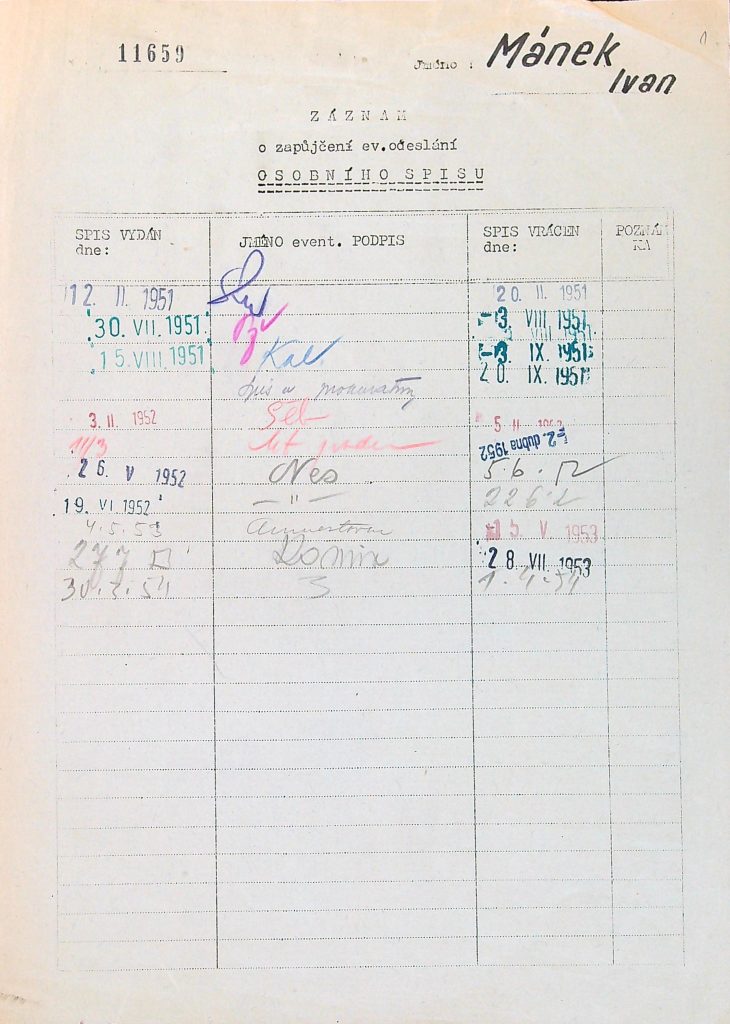 11659
Jméno : Mánek
Ivan
1
ZÁZNAM
o zapůjčení ev.odeslání
OSOBNÍHO SPISU
SPIS VYDÁN dne: JMÉNO event. PODPIS SPIS VRÁCEN dne: POZNÁMKA
12. II. 1951 20. II. 1951
30. VII. 1951 -3. VIII 1951
15. VIII. 1951 Kal -3. IX. 1951
20. IX. 1951
spis u
3. II. 1952 5 II
11/3 -2. dubna 1952
26. V 1952 Nes 5.6.52
19. VI. 1952 — " — 22 6.
4.5.53 15. V. 1953
277 28. VII. 1953
30.3.54 3 1.4.54